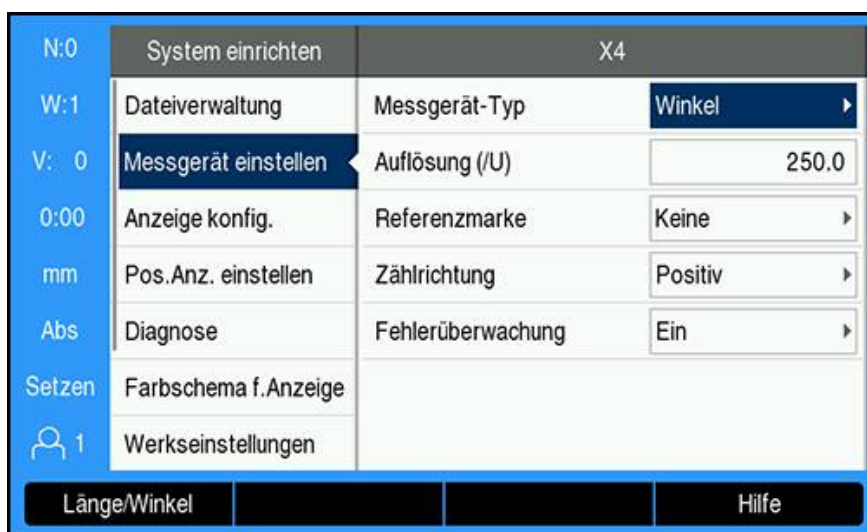 N:0 System einrichten X4
W:1 Dateiverwaltung Messgerät-Typ Winkel
V: 0 Messgerät einstellen Auflösung (/U) 250.0
0:00 Anzeige konfig. Referenzmarke Keine
mm Pos.Anz. einstellen Zählrichtung Positiv
Abs Diagnose Fehlerüberwachung Ein
Setzen Farbschema f.Anzeige
1 Werkseinstellungen
Länge/Winkel Hilfe